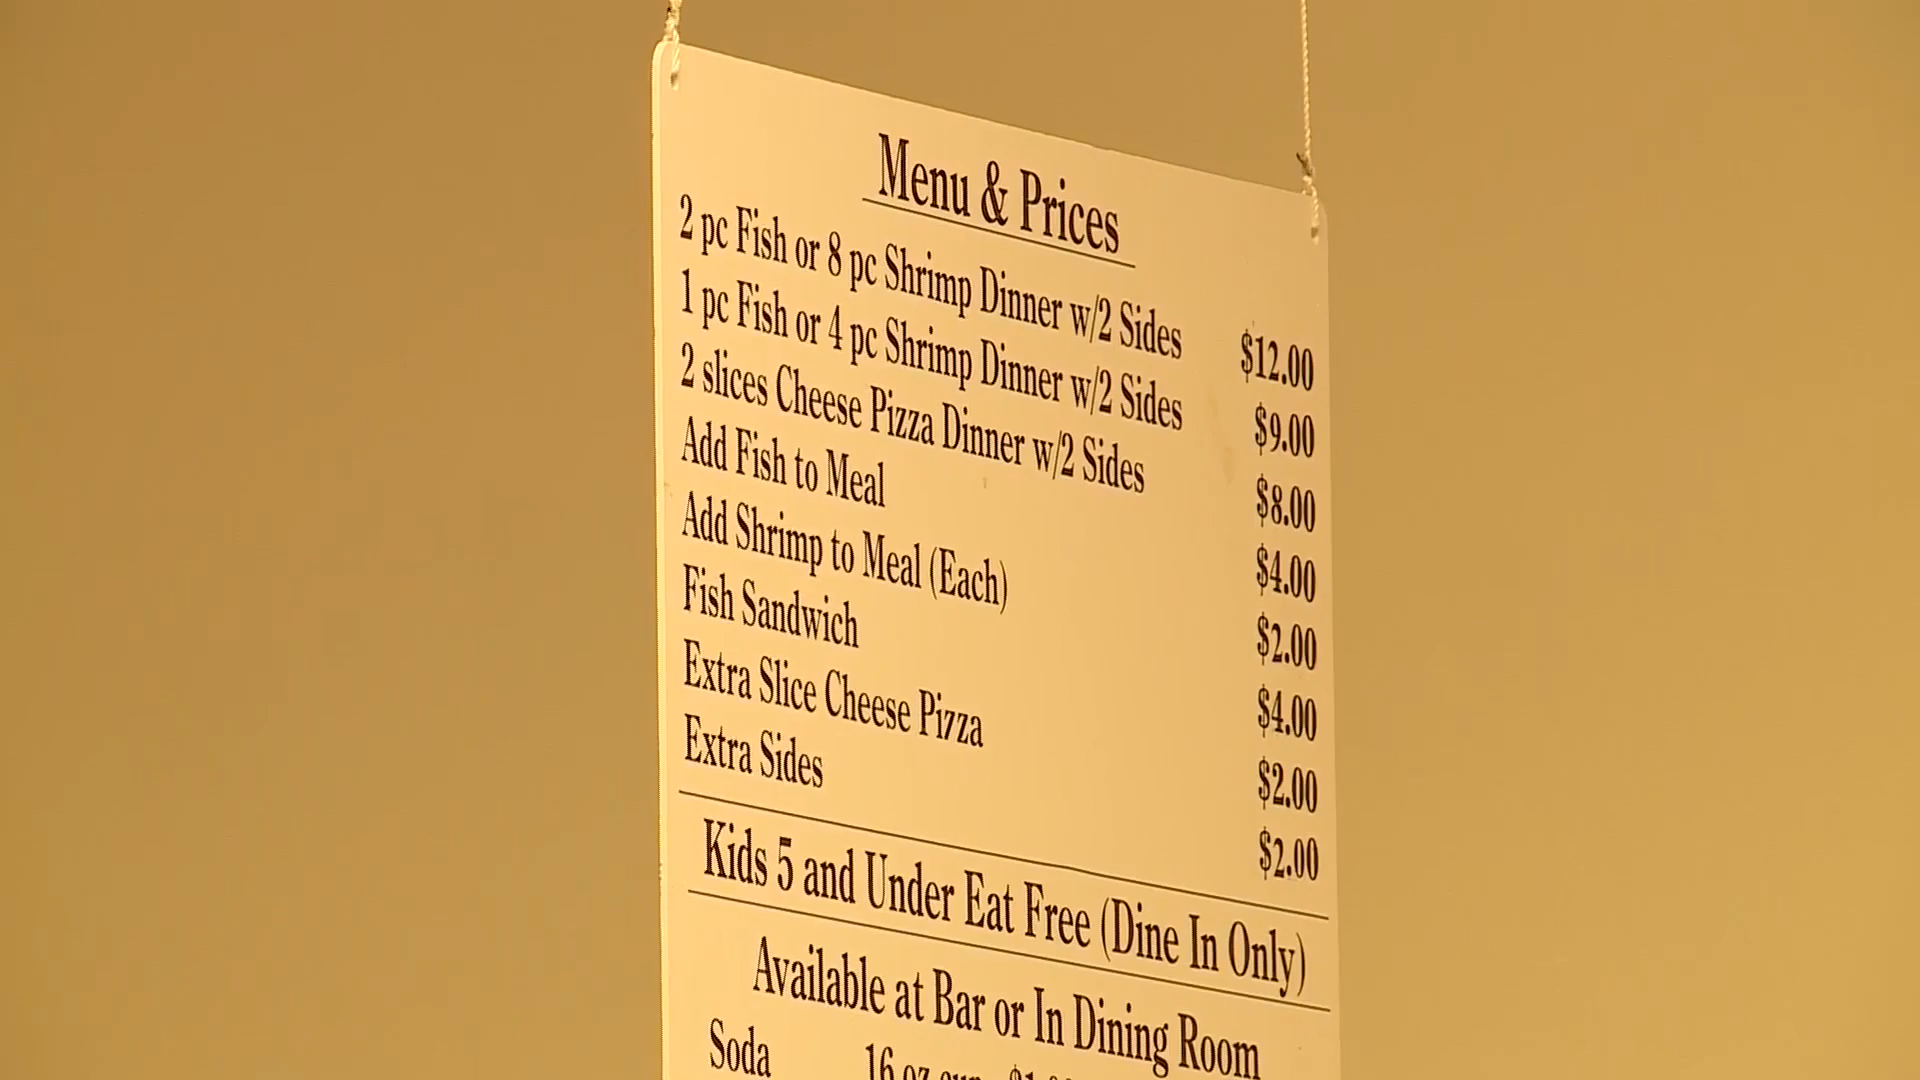 Menu & Prices
2 pc Fish or 8 pc Shrimp Dinner w/2 Sides $12.00
1 pc Fish or 4 pc Shrimp Dinner w/2 Sides $9.00
2 slices Cheese Pizza Dinner w/2 Sides $8.00
Add Fish to Meal $4.00
Add Shrimp to Meal (Each) $2.00
Fish Sandwich $4.00
Extra Slice Cheese Pizza $2.00
Extra Sides $2.00
Kids 5 and Under Eat Free (Dine In Only)
Available at Bar or In Dining Room
Soda 16 oz cup